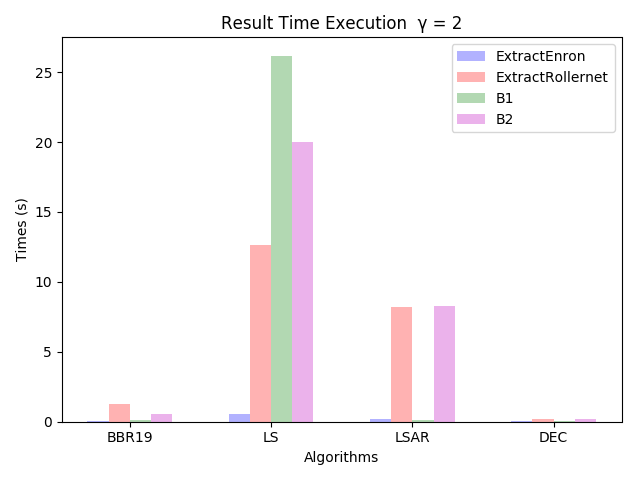 Result Time Execution  γ = 2
ExtractEnron
ExtractRollernet
B1
B2
Times (s)
25
20
15
10
5
0
BBR19
LS
LSAR
DEC
Algorithms